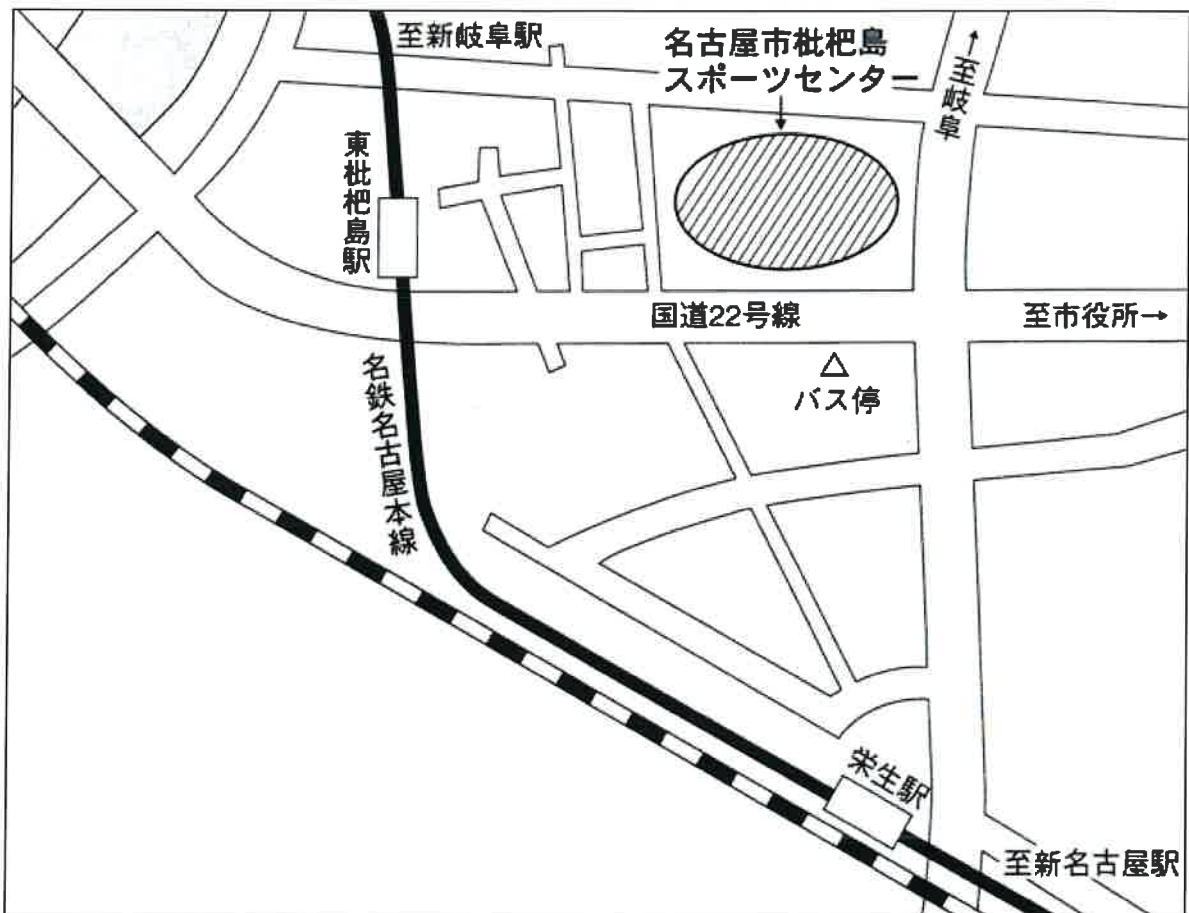 至新岐阜駅
名古屋市枇杷島
スポーツセンター
↑至岐阜
東枇杷島駅
国道22号線
至市役所→
バス停
名鉄名古屋本線
栄生駅
至新名古屋駅